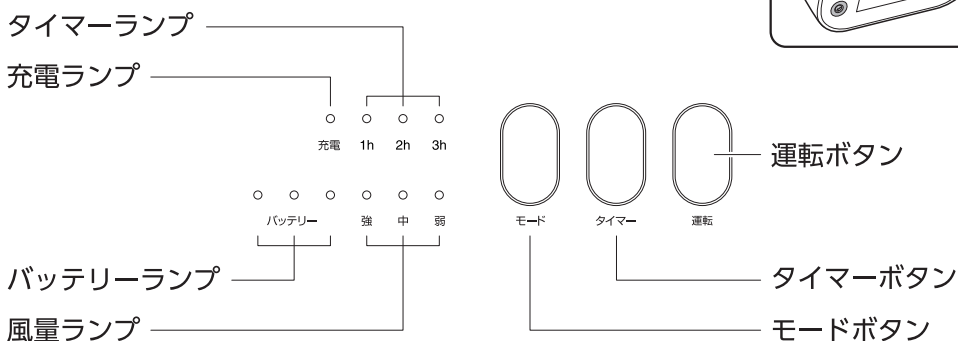 タイマーランプ
充電ランプ
充電 1h 2h 3h
運転ボタン
バッテリー 強 中 弱 モード タイマー 運転
バッテリーランプ
タイマーボタン
風量ランプ
モードボタン